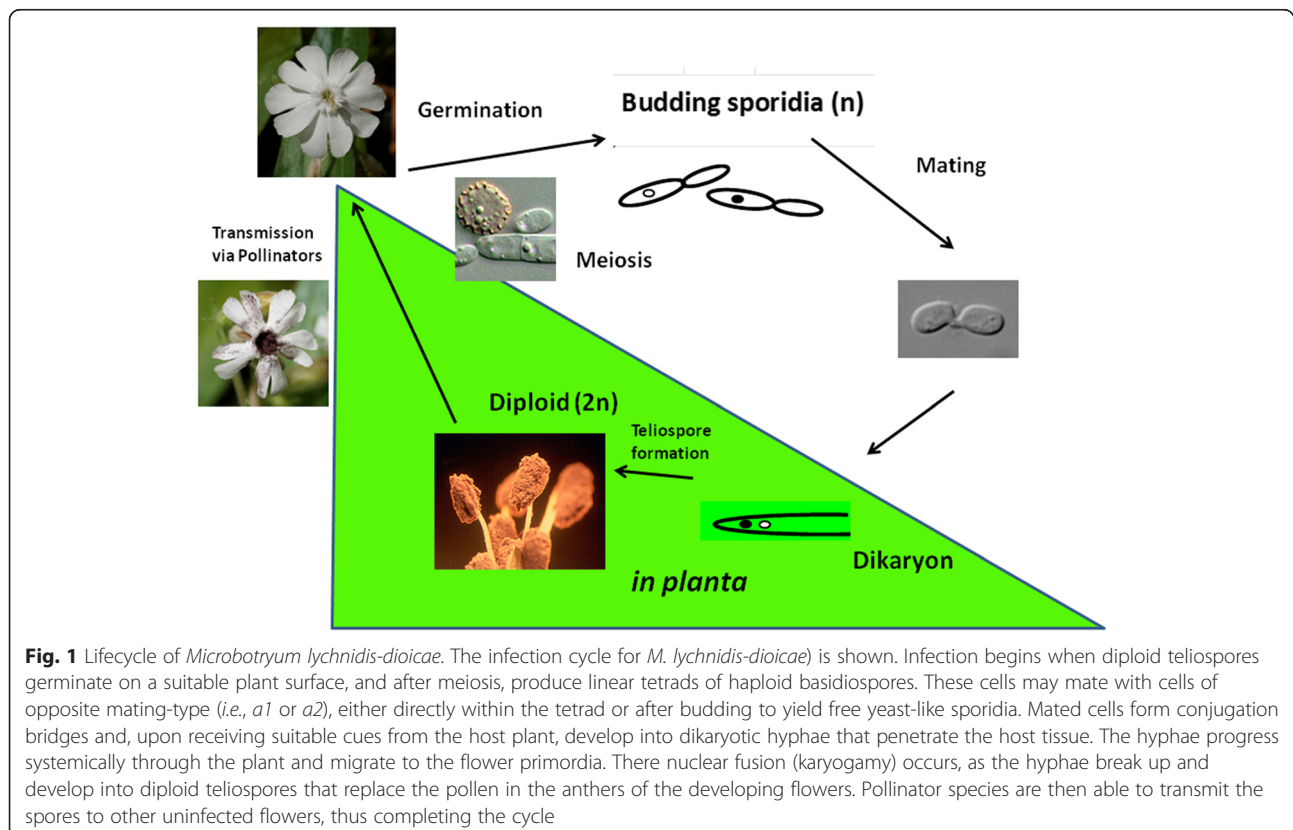 Germination
Budding sporidia (n)
Mating
Transmission
via Pollinators
Meiosis
Diploid (2n)
Teliospore
formation
Dikaryon
in planta
Fig. 1 Lifecycle of Microbotryum lychnidis-dioicae. The infection cycle for M. lychnidis-dioicae) is shown. Infection begins when diploid teliospores
germinate on a suitable plant surface, and after meiosis, produce linear tetrads of haploid basidiospores. These cells may mate with cells of
opposite mating-type (i.e., a1 or a2), either directly within the tetrad or after budding to yield free yeast-like sporidia. Mated cells form conjugation
bridges and, upon receiving suitable cues from the host plant, develop into dikaryotic hyphae that penetrate the host tissue. The hyphae progress
systemically through the plant and migrate to the flower primordia. There nuclear fusion (karyogamy) occurs, as the hyphae break up and
develop into diploid teliospores that replace the pollen in the anthers of the developing flowers. Pollinator species are then able to transmit the
spores to other uninfected flowers, thus completing the cycle